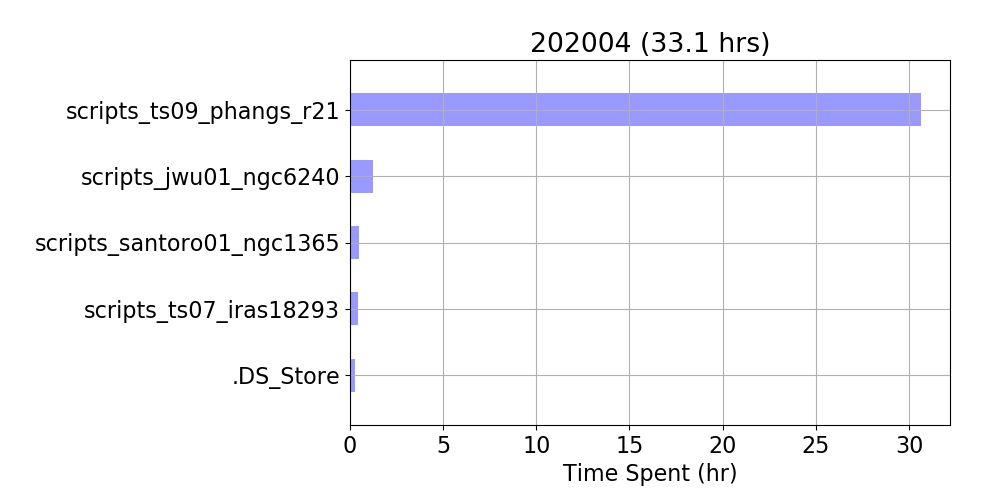 202004 (33.1 hrs)
scripts_ts09_phangs_r21
scripts_jwu01_ngc6240
scripts_santoro01_ngc1365
scripts_ts07_iras18293
.DS_Store
0 5 10 15 20 25 30
Time Spent (hr)